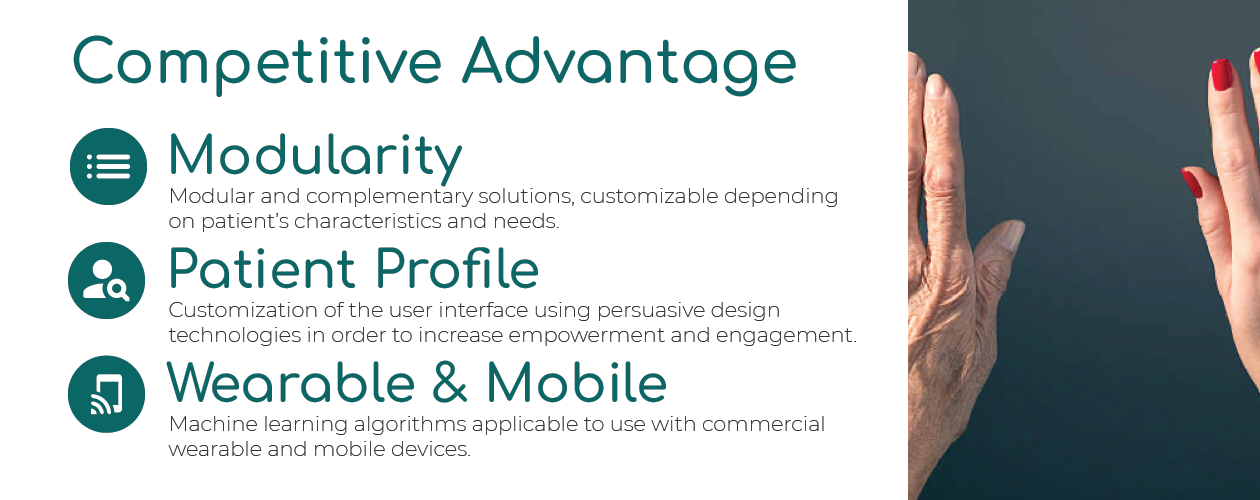 Competitive Advantage
Modularity
Modular and complementary solutions, customizable depending
on patient’s characteristics and needs.
Patient Profile
Customization of the user interface using persuasive design
technologies in order to increase empowerment and engagement.
Wearable & Mobile
Machine learning algorithms applicable to use with commercial
wearable and mobile devices.